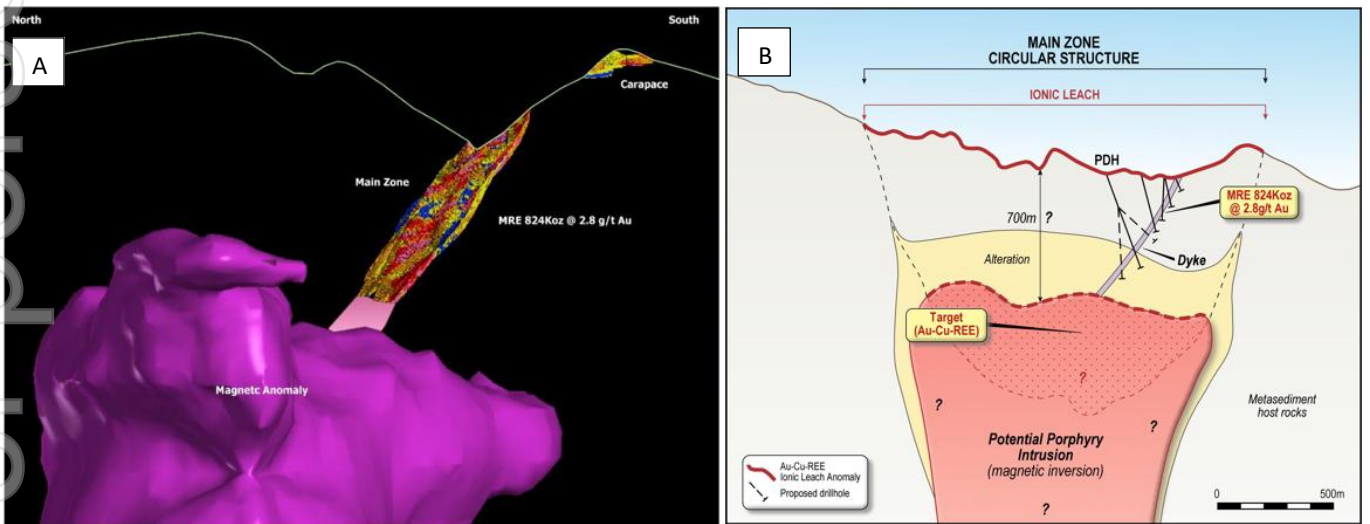 North
South
A
Carapace
Main Zone
MRE 824Koz @ 2.8 g/t Au
Magnetc Anomaly
B
MAIN ZONE
CIRCULAR STRUCTURE
IONIC LEACH
PDH
MRE 824Koz
@ 2.8g/t Au
700m ?
Dyke
Alteration
Target
(Au-Cu-REE)
?
?
?
Metasediment
host rocks
Potential Porphyry
Intrusion
(magnetic inversion)
?
Au-Cu-REE
Ionic Leach Anomaly
Proposed drillhole
0 500m